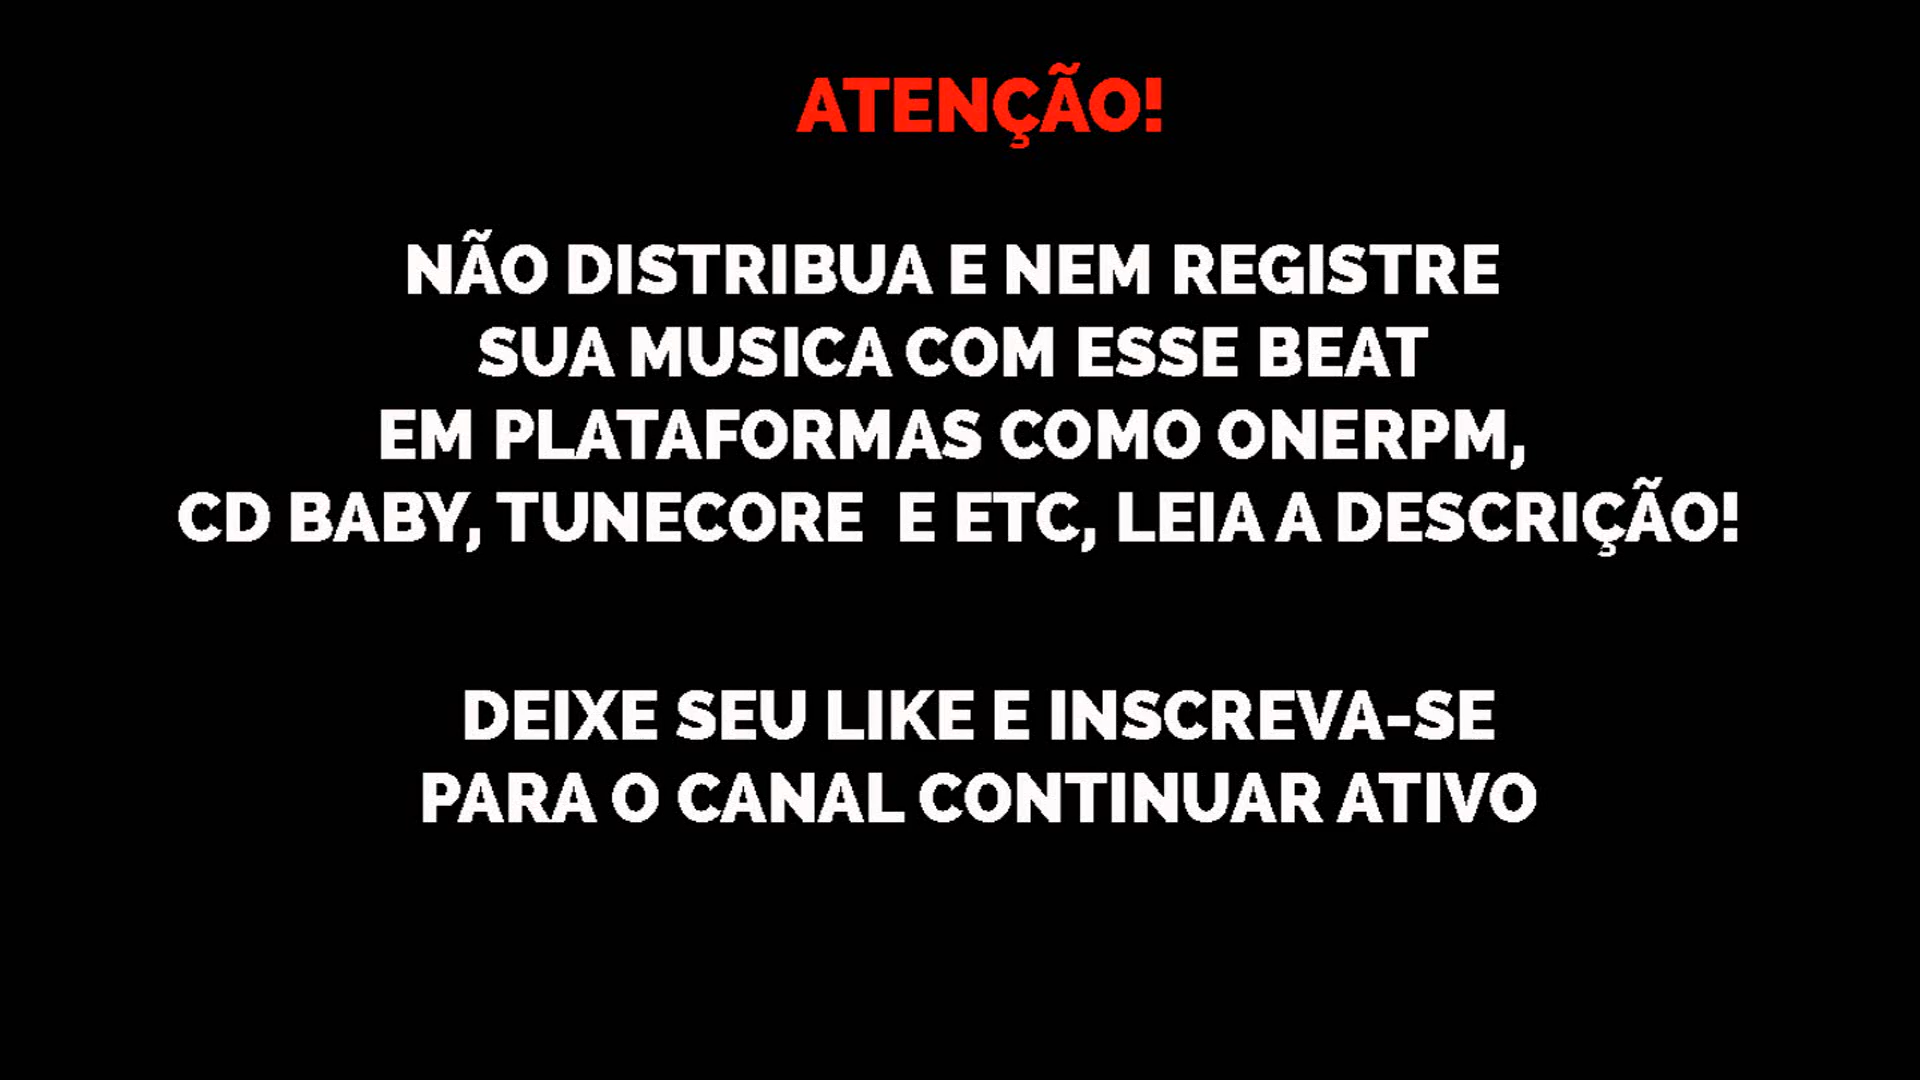 ATENÇÃO!
NÃO DISTRIBUA E NEM REGISTRE
SUA MUSICA COM ESSE BEAT
EM PLATAFORMAS COMO ONERPM,
CD BABY, TUNECORE  E ETC, LEIA A DESCRIÇÃO!
DEIXE SEU LIKE E INSCREVA-SE
PARA O CANAL CONTINUAR ATIVO